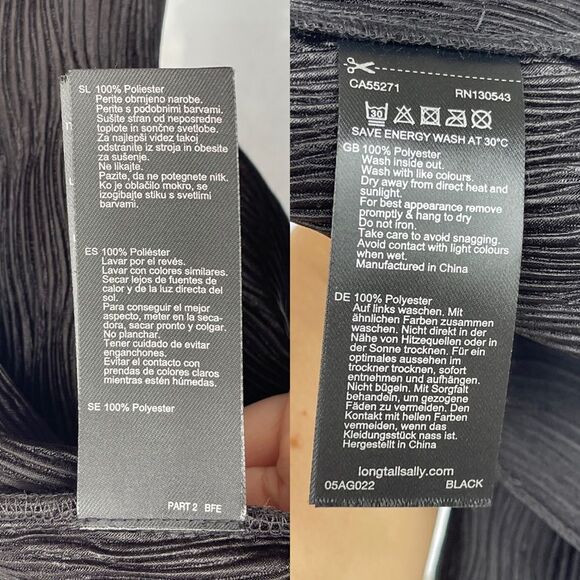 SL 100% Poliester
Perite obrnjeno narobe.
Perite s podobnimi barvami.
Sušite stran od neposredne
toplote in sončne svetlobe.
Za najlepši videz takoj
odstranite iz stroja in obesite
za sušenje.
Ne likajte.
Pazite, da ne potegnete nitk.
Ko je oblačilo mokro, se
izogibajte stiku s svetlimi
barvami.
ES 100% Poliéster
Lavar por el revés.
Lavar con colores similares.
Secar lejos de fuentes de
calor y de la luz directa del
sol.
Para conseguir el mejor
aspecto, meter en la seca-
dora, sacar pronto y colgar.
No planchar.
Tener cuidado de evitar
enganchones.
Evitar el contacto con
prendas de colores claros
mientras estén húmedas.
SE 100% Polyester
PART 2 BFE
CA55271 RN130543
30
SAVE ENERGY WASH AT 30°C
GB 100% Polyester
Wash inside out.
Wash with like colours.
Dry away from direct heat and
sunlight.
For best appearance remove
promptly & hang to dry
Do not iron.
Take care to avoid snagging.
Avoid contact with light colours
when wet.
Manufactured in China
DE 100% Polyester
Auf links waschen. Mit
ähnlichen Farben zusammen
waschen. Nicht direkt in der
Nähe von Hitzequellen oder in
der Sonne trocknen. Für ein
optimales aussehen im
trockner trocknen, sofort
entnehmen und aufhängen.
Nicht bügeln. Mit Sorgfalt
behandeln, um gezogene
Fäden zu vermeiden. Den
Kontakt mit hellen Farben
vermeiden, wenn das
Kleidungsstück nass ist.
Hergestellt in China
longtallsally.com
05AG022 BLACK